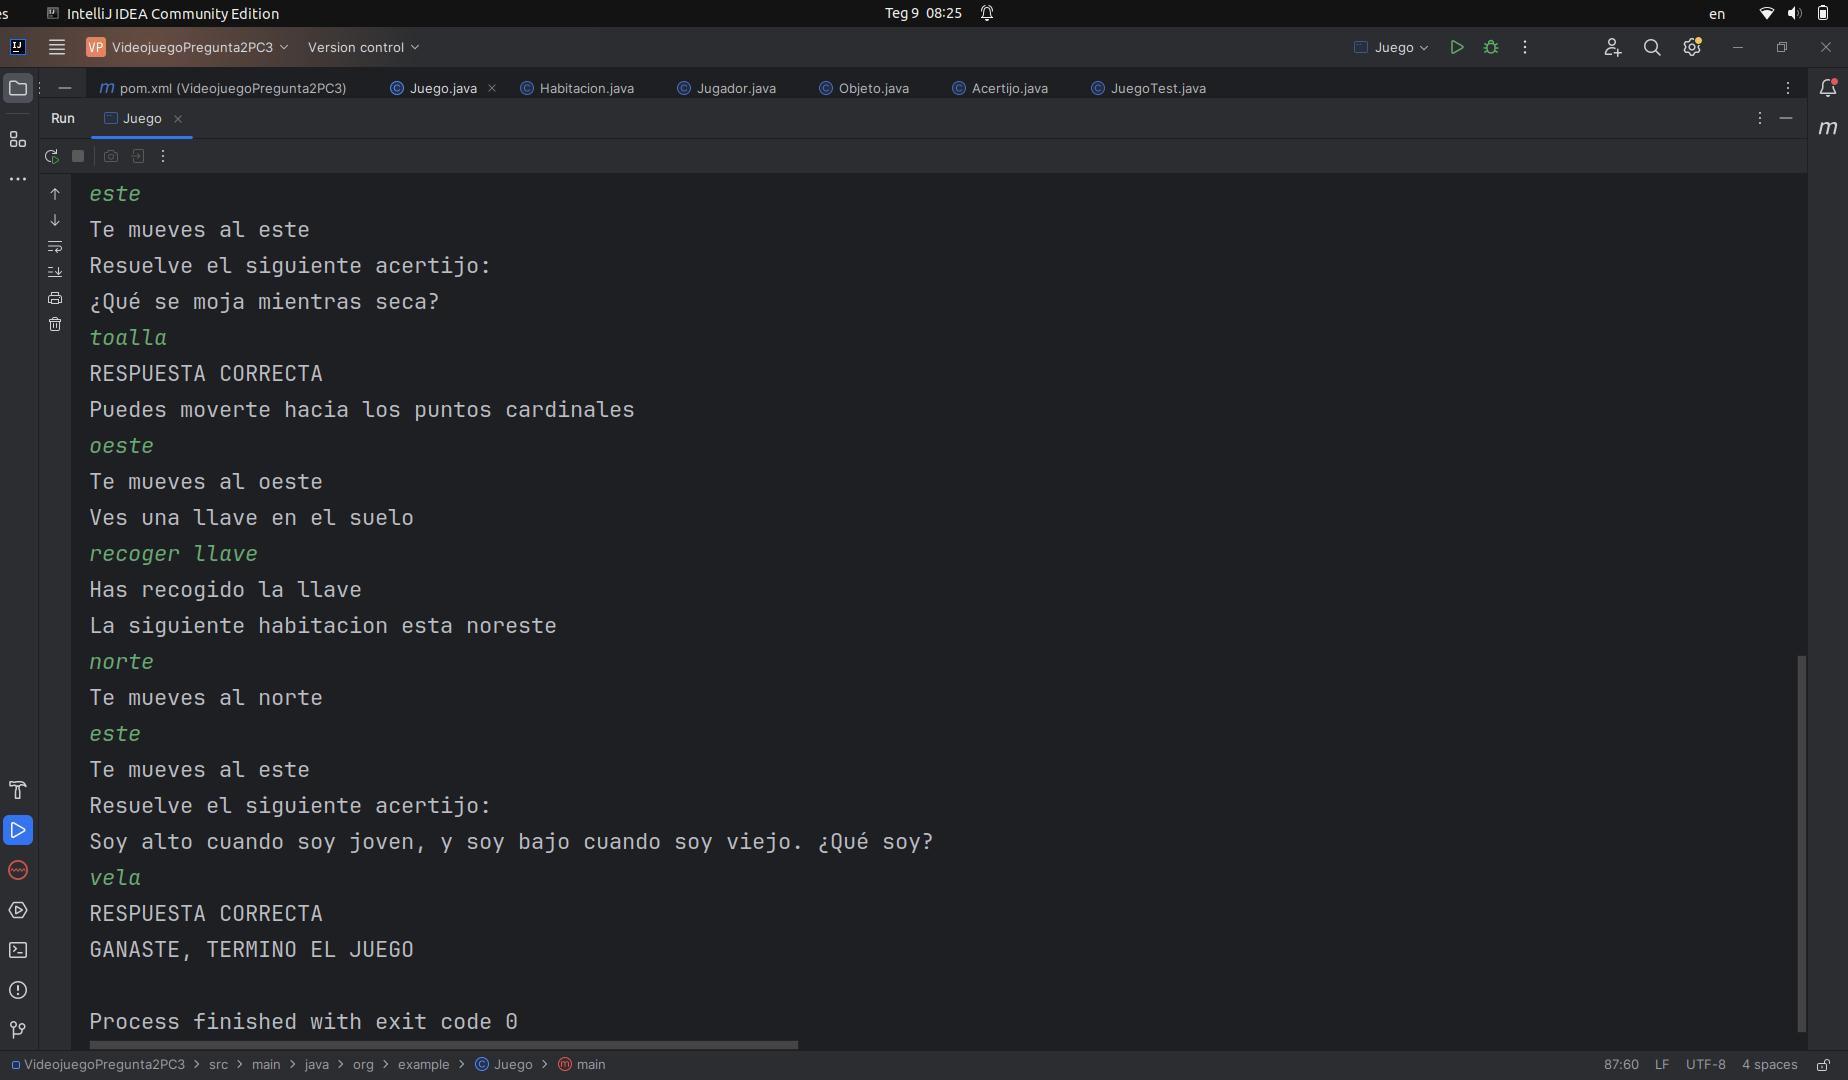 es
IntelliJ IDEA Community Edition
Teg 9 08:25
en
VP VideojuegoPregunta2PC3
Version control
Juego
pom.xml (VideojuegoPregunta2PC3)
Juego.java
Habitacion.java
Jugador.java
Objeto.java
Acertijo.java
JuegoTest.java
Run
Juego
este
Te mueves al este
Resuelve el siguiente acertijo:
¿Qué se moja mientras seca?
toalla
RESPUESTA CORRECTA
Puedes moverte hacia los puntos cardinales
oeste
Te mueves al oeste
Ves una llave en el suelo
recoger llave
Has recogido la llave
La siguiente habitacion esta noreste
norte
Te mueves al norte
este
Te mueves al este
Resuelve el siguiente acertijo:
Soy alto cuando soy joven, y soy bajo cuando soy viejo. ¿Qué soy?
vela
RESPUESTA CORRECTA
GANASTE, TERMINO EL JUEGO
Process finished with exit code 0
VideojuegoPregunta2PC3 > src > main > java > org > example > Juego > main
87:60 LF UTF-8 4 spaces